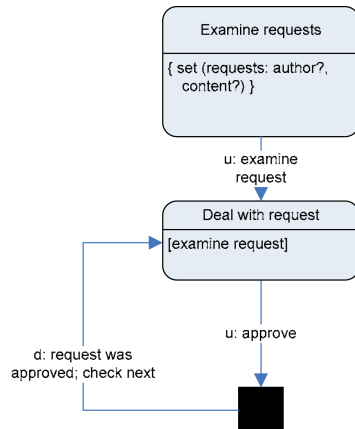 Examine requests
{ set (requests: author?,
content?) }
u: examine
request
Deal with request
[examine request]
u: approve
d: request was
approved; check next